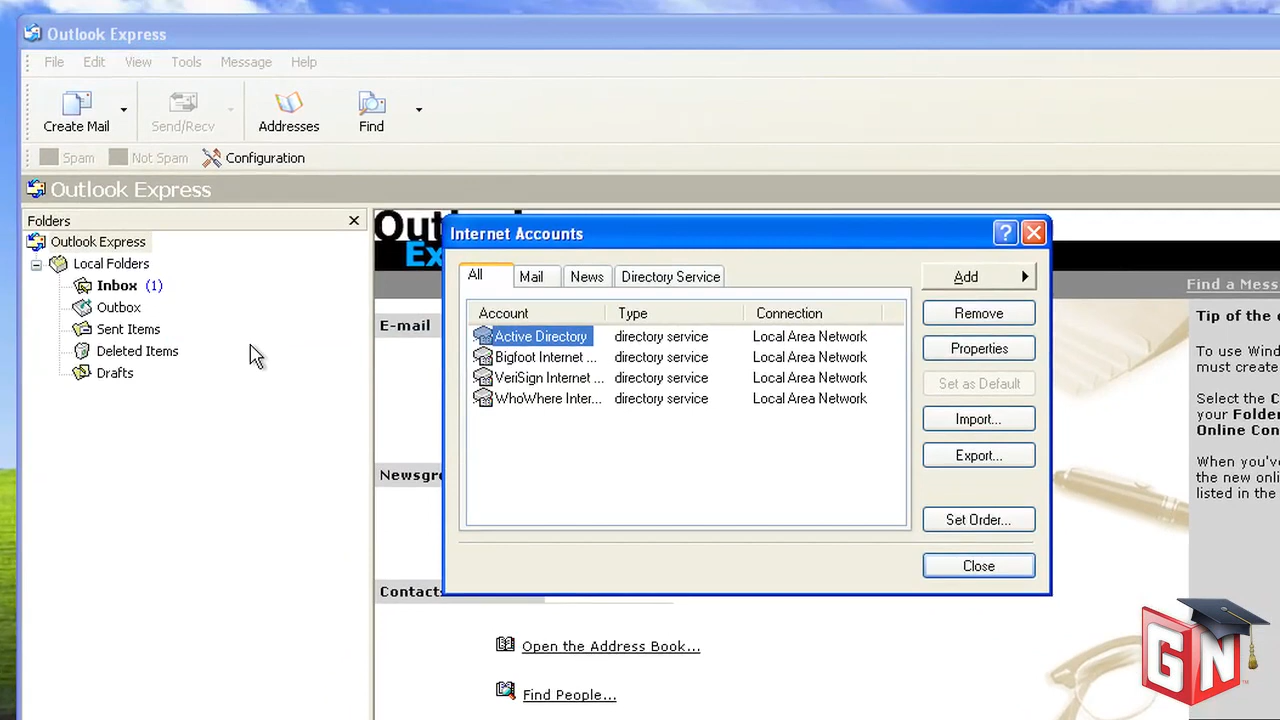 Outlook Express
File Edit View Tools Message Help
Create Mail Send/Recv Addresses Find
Spam Not Spam Configuration
Outlook Express
Folders
Outlook Express
Local Folders
Inbox (1)
Outbox
Sent Items
Deleted Items
Drafts
Internet Accounts
All Mail News Directory Service
Account Type Connection
Active Directory directory service Local Area Network
Bigfoot Internet ... directory service Local Area Network
VeriSign Internet ... directory service Local Area Network
WhoWhere Inter... directory service Local Area Network
Add
Remove
Properties
Set as Default
Import...
Export...
Set Order...
Close
E-mail
Contacts
Open the Address Book...
Find People...
Find a Mess
Tip of the
To use Wind
must create
Select the C
your Folder
Online Con
When you've
the new onli
listed in the
GN